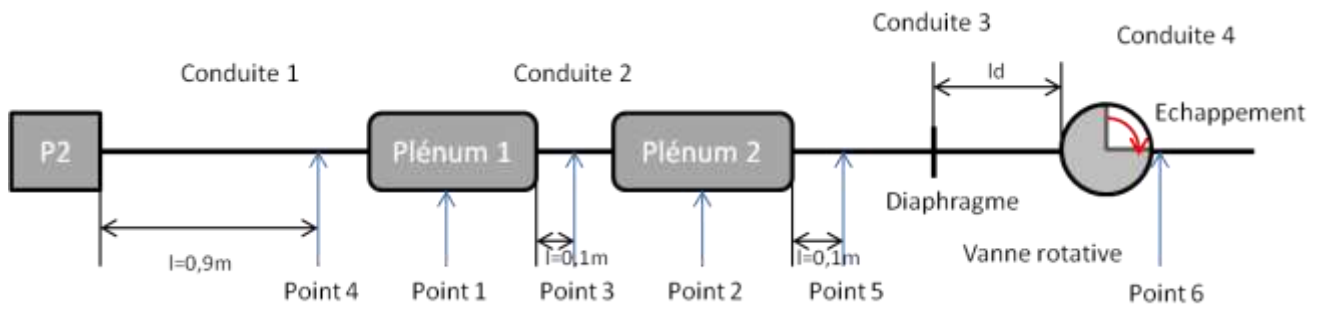 Conduite 3
Conduite 4
Conduite 1
Conduite 2
ld
Echappement
P2
Plénum 1
Plénum 2
Diaphragme
l=0,9m
l=0,1m
l=0,1m
Vanne rotative
Point 4
Point 1
Point 3
Point 2
Point 5
Point 6